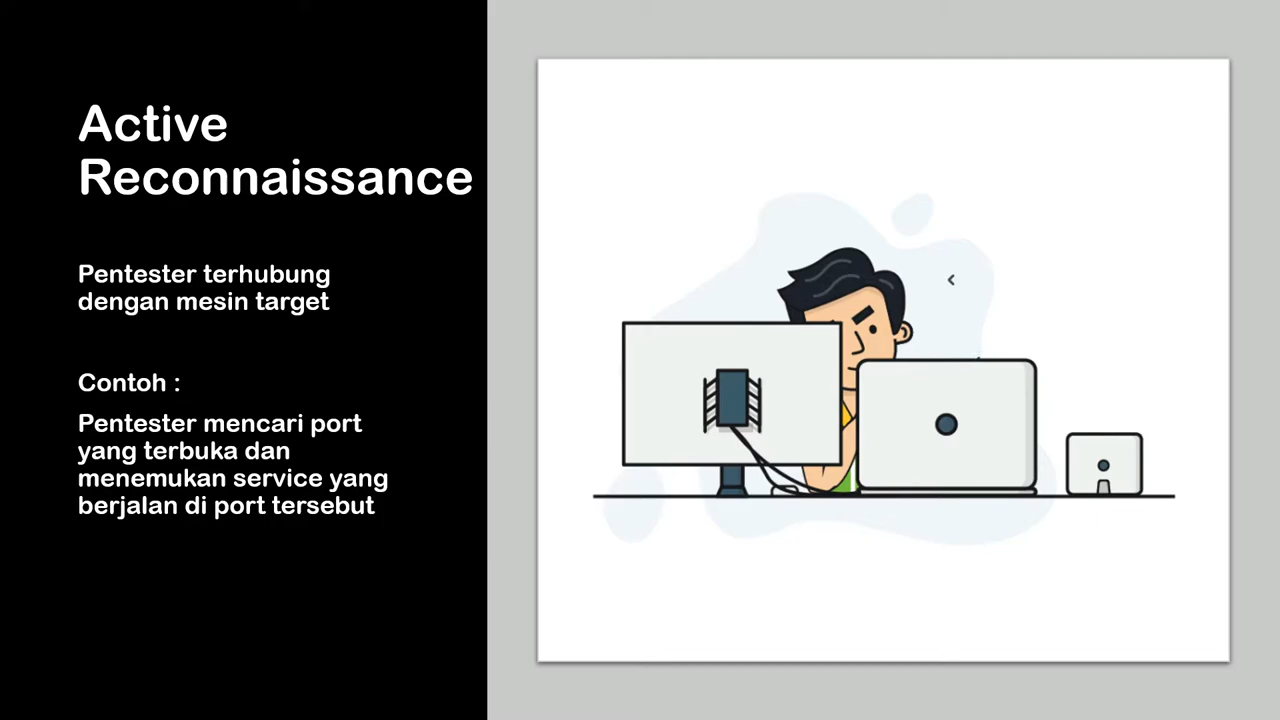 Active
Reconnaissance
Pentester terhubung
dengan mesin target
Contoh :
Pentester mencari port
yang terbuka dan
menemukan service yang
berjalan di port tersebut